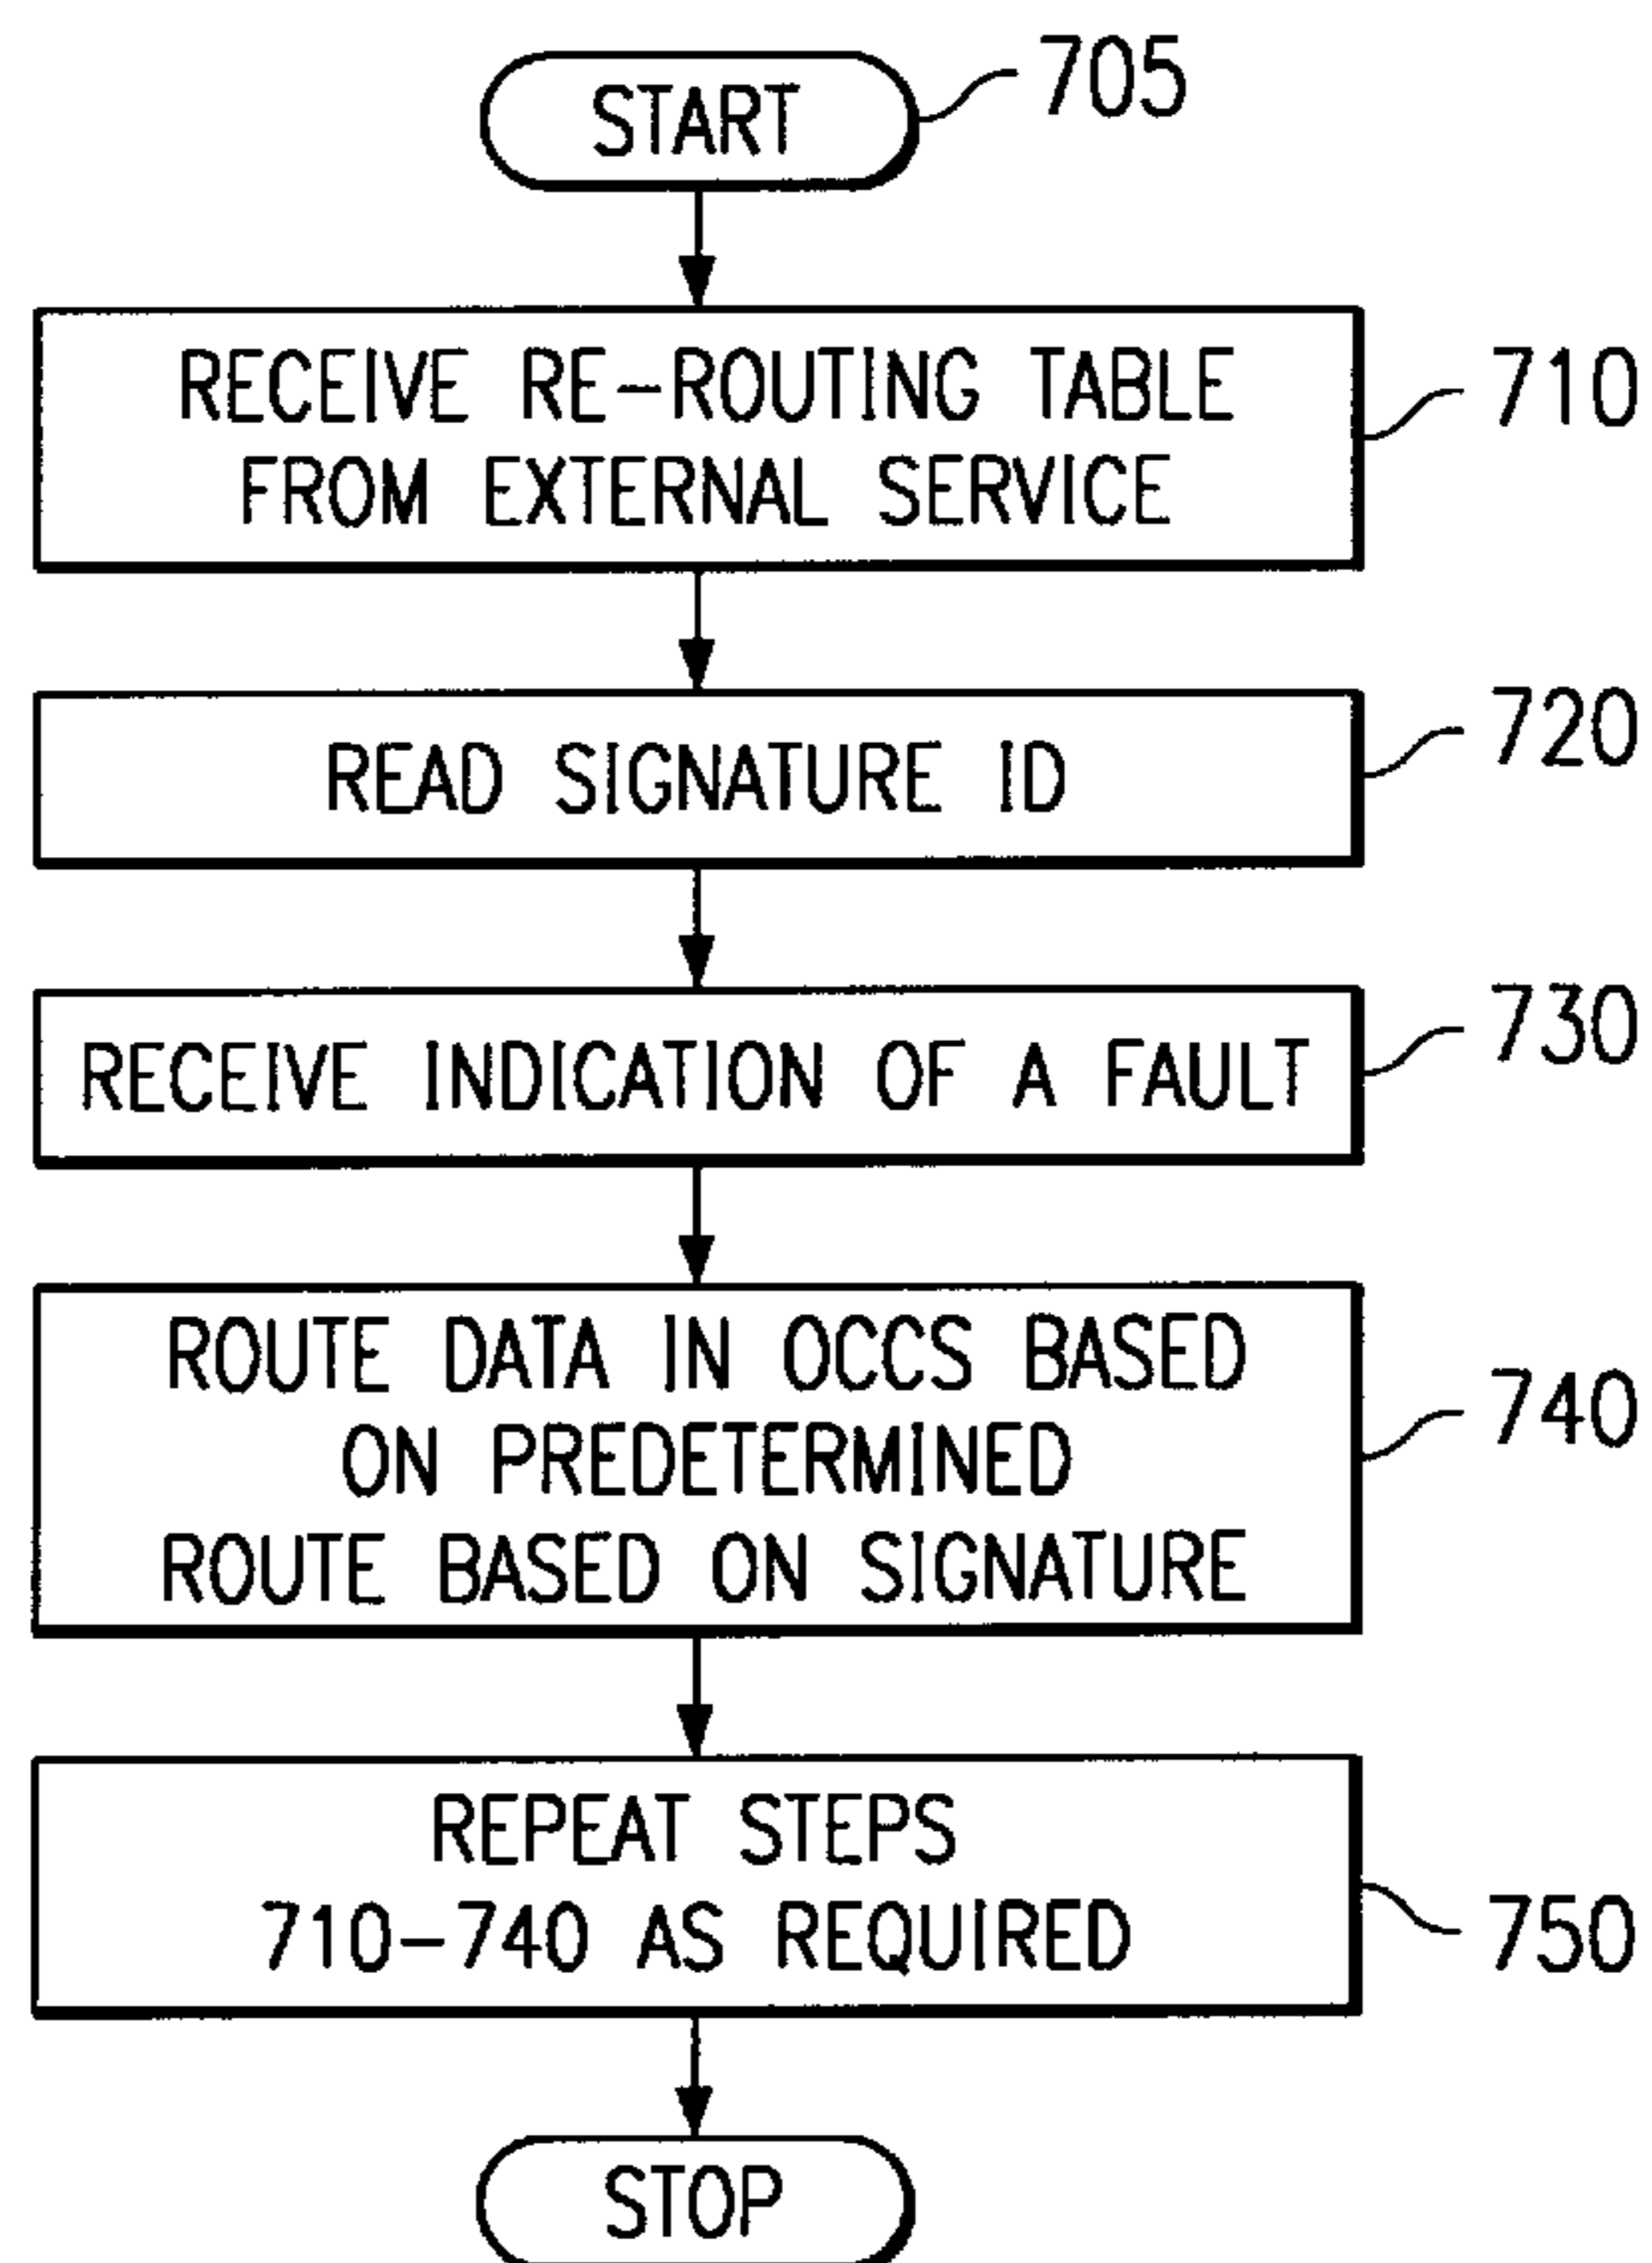 START
705
RECEIVE RE-ROUTING TABLE
FROM EXTERNAL SERVICE
710
READ SIGNATURE ID
720
RECEIVE INDICATION OF A FAULT
730
ROUTE DATA IN OCCS BASED
ON PREDETERMINED
ROUTE BASED ON SIGNATURE
740
REPEAT STEPS
710-740 AS REQUIRED
750
STOP